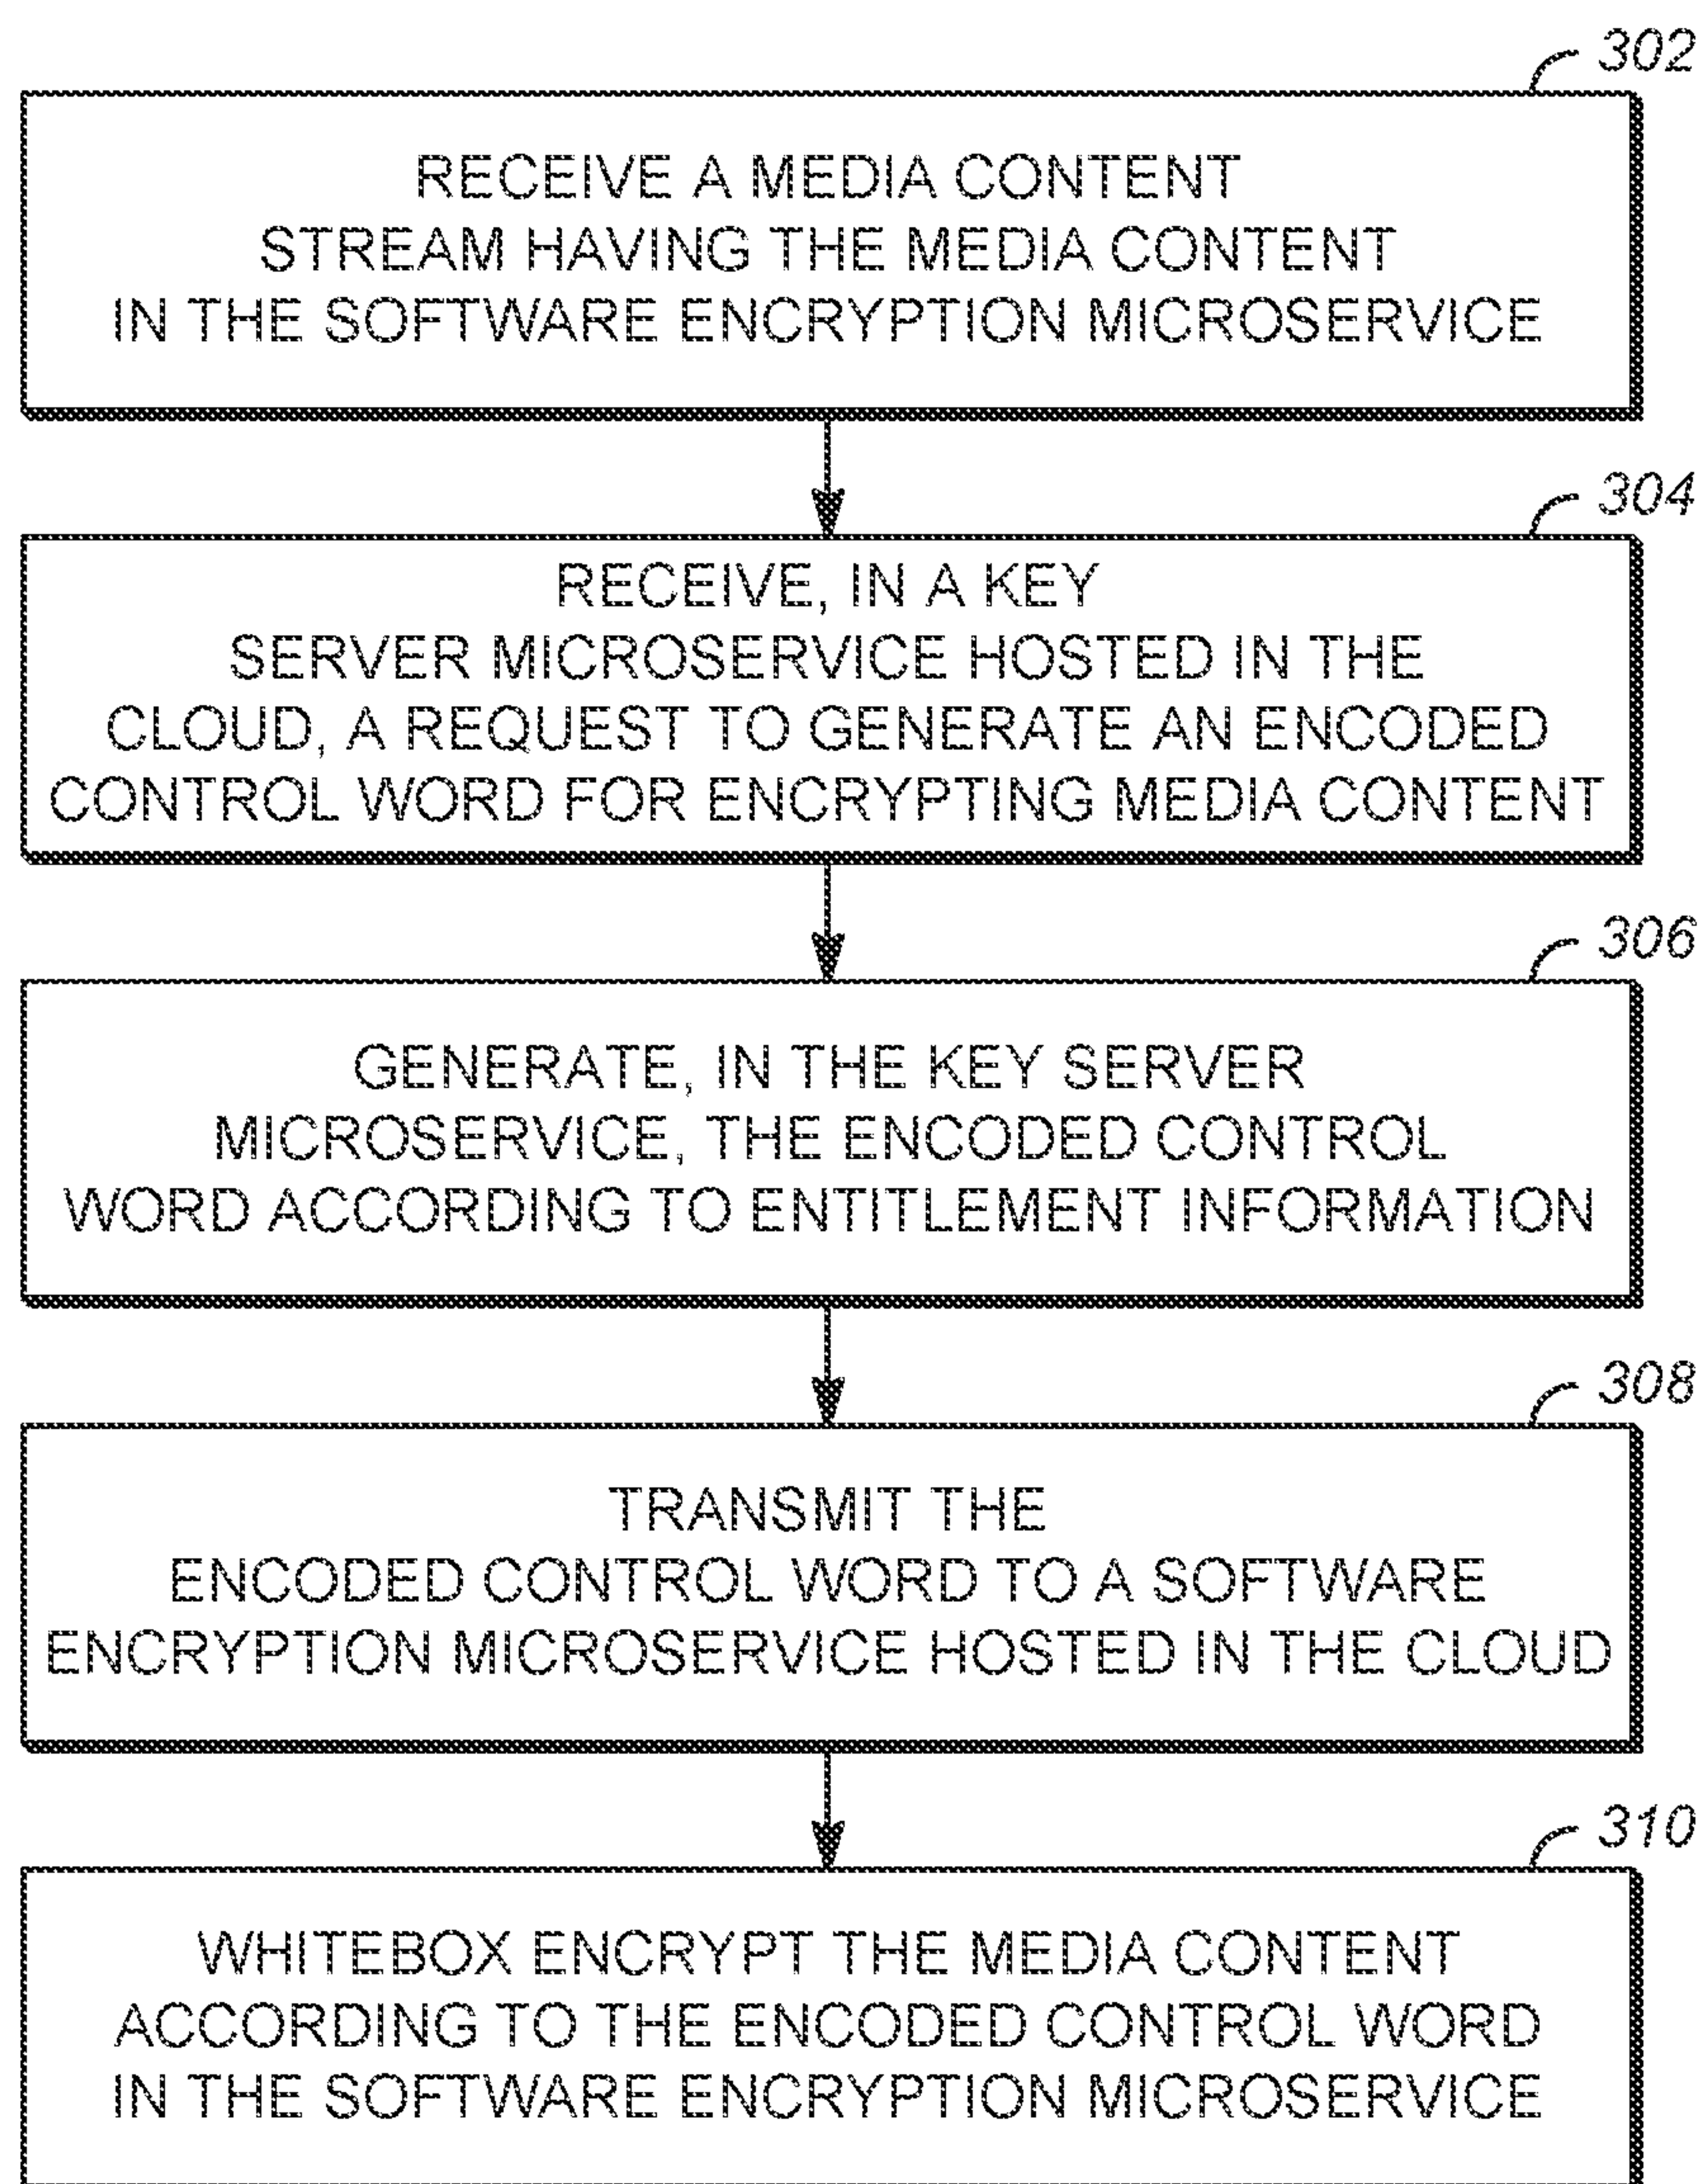 302
RECEIVE A MEDIA CONTENT
STREAM HAVING THE MEDIA CONTENT
IN THE SOFTWARE ENCRYPTION MICROSERVICE
304
RECEIVE, IN A KEY
SERVER MICROSERVICE HOSTED IN THE
CLOUD, A REQUEST TO GENERATE AN ENCODED
CONTROL WORD FOR ENCRYPTING MEDIA CONTENT
306
GENERATE, IN THE KEY SERVER
MICROSERVICE, THE ENCODED CONTROL
WORD ACCORDING TO ENTITLEMENT INFORMATION
308
TRANSMIT THE
ENCODED CONTROL WORD TO A SOFTWARE
ENCRYPTION MICROSERVICE HOSTED IN THE CLOUD
310
WHITEBOX ENCRYPT THE MEDIA CONTENT
ACCORDING TO THE ENCODED CONTROL WORD
IN THE SOFTWARE ENCRYPTION MICROSERVICE